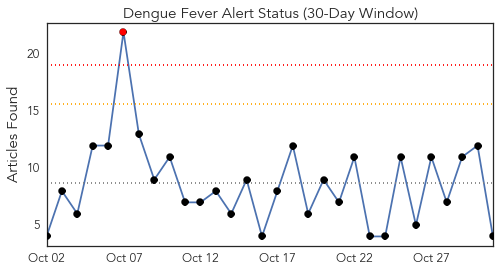 Dengue Fever Alert Status (30-Day Window)
Articles Found
20
15
10
5
Oct 02
Oct 07
Oct 12
Oct 17
Oct 22
Oct 27